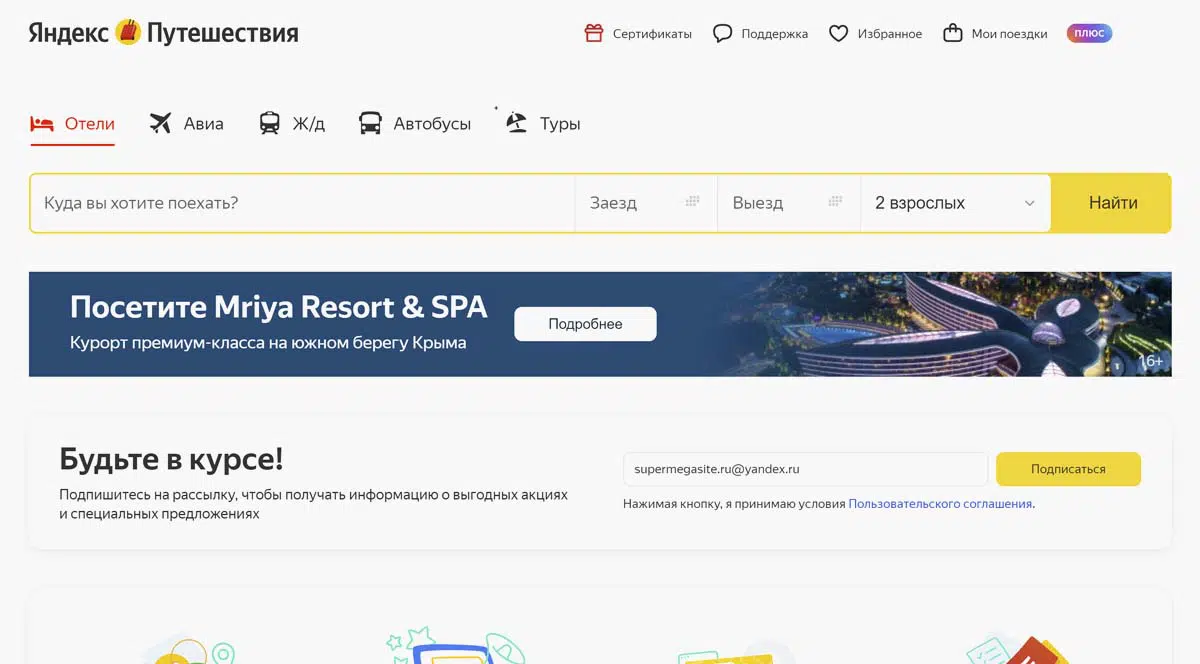 Яндекс Путешествия
Сертификаты
Поддержка
Избранное
Мои поездки
плюс
Отели
Авиа
Ж/д
Автобусы
Туры
Куда вы хотите поехать?
Заезд
Выезд
2 взрослых
Найти
Посетите Mriya Resort & SPA
Курорт премиум-класса на южном берегу Крыма
Подробнее
16+
Будьте в курсе!
Подпишитесь на рассылку, чтобы получать информацию о выгодных акциях
и специальных предложениях
supermegasite.ru@yandex.ru
Подписаться
Нажимая кнопку, я принимаю условия Пользовательского соглашения.